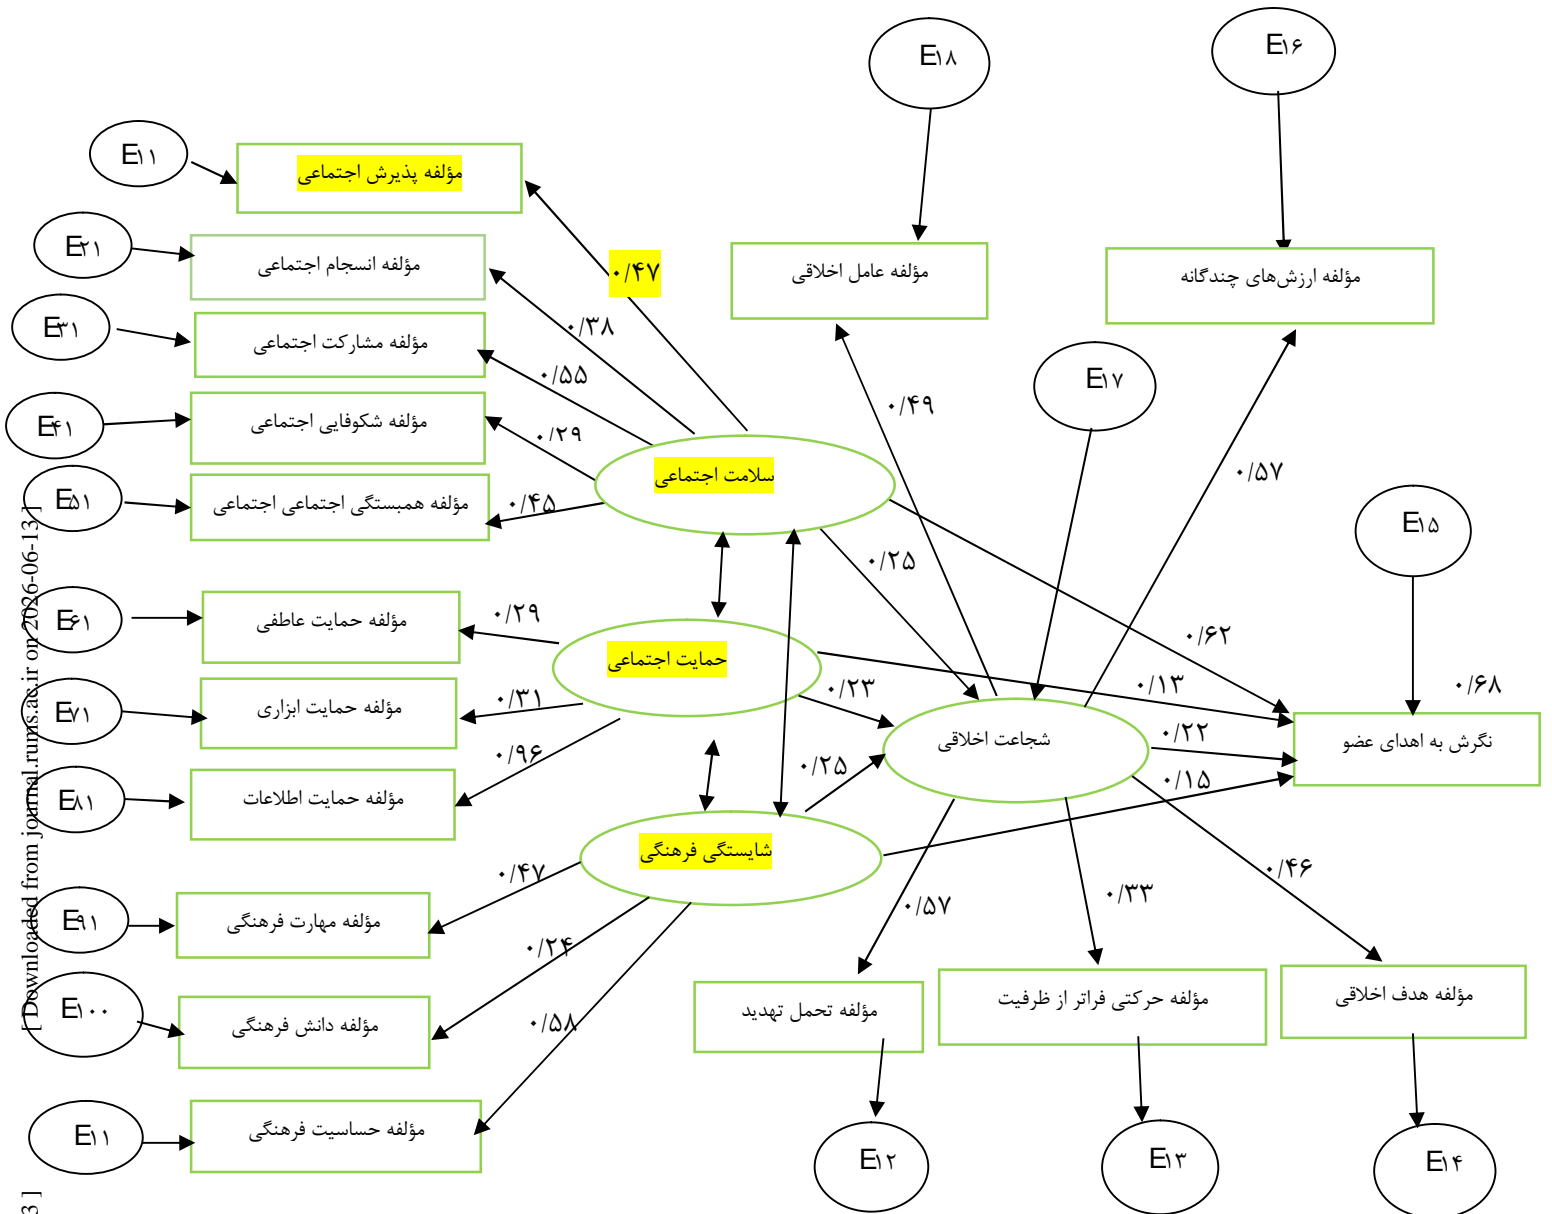 E۱۸
E۱۶
E۱۱
مؤلفه پذیرش اجتماعی
E۲۱
مؤلفه انسجام اجتماعی
مؤلفه عامل اخلاقی
مؤلفه ارزش‌های چندگانه
۰/۴۷
E۳۱
مؤلفه مشارکت اجتماعی
۰/۳۸
۰/۵۵
E۱۷
۰/۴۹
E۴۱
مؤلفه شکوفایی اجتماعی
۰/۲۹
سلامت اجتماعی
۰/۵۷
E۵۱
مؤلفه همبستگی اجتماعی اجتماعی
۰/۴۵
E۱۵
۰/۲۵
E۶۱
مؤلفه حمایت عاطفی
۰/۲۹
حمایت اجتماعی
۰/۶۲
۰/۲۳
۰/۱۳
۰/۶۸
E۷۱
مؤلفه حمایت ابزاری
۰/۳۱
شجاعت اخلاقی
۰/۲۲
نگرش به اهدای عضو
۰/۹۶
۰/۲۵
۰/۱۵
E۸۱
مؤلفه حمایت اطلاعات
شایستگی فرهنگی
۰/۴۷
۰/۵۷
۰/۳۳
۰/۴۶
E۹۱
مؤلفه مهارت فرهنگی
۰/۲۴
E۱۰۰
مؤلفه دانش فرهنگی
۰/۵۸
مؤلفه تحمل تهدید
مؤلفه حرکتی فراتر از ظرفیت
مؤلفه هدف اخلاقی
E۱۱
مؤلفه حساسیت فرهنگی
E۱۲
E۱۳
E۱۴
[ Downloaded from journal.rums.ac.ir on 2026-06-13 ]
3 ]